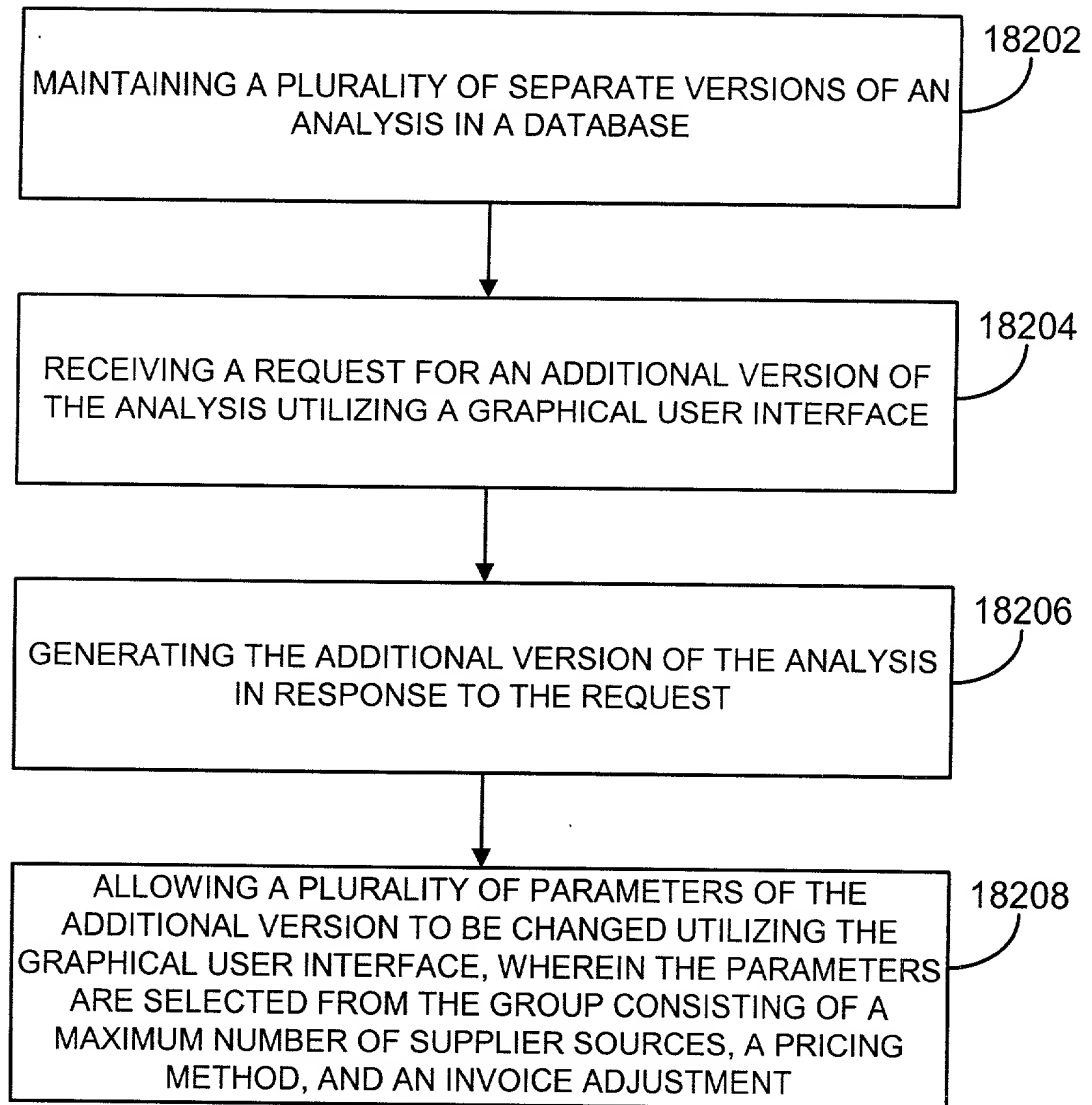 18202
MAINTAINING A PLURALITY OF SEPARATE VERSIONS OF AN
ANALYSIS IN A DATABASE
18204
RECEIVING A REQUEST FOR AN ADDITIONAL VERSION OF
THE ANALYSIS UTILIZING A GRAPHICAL USER INTERFACE
18206
GENERATING THE ADDITIONAL VERSION OF THE ANALYSIS
IN RESPONSE TO THE REQUEST
18208
ALLOWING A PLURALITY OF PARAMETERS OF THE
ADDITIONAL VERSION TO BE CHANGED UTILIZING THE
GRAPHICAL USER INTERFACE, WHEREIN THE PARAMETERS
ARE SELECTED FROM THE GROUP CONSISTING OF A
MAXIMUM NUMBER OF SUPPLIER SOURCES, A PRICING
METHOD, AND AN INVOICE ADJUSTMENT